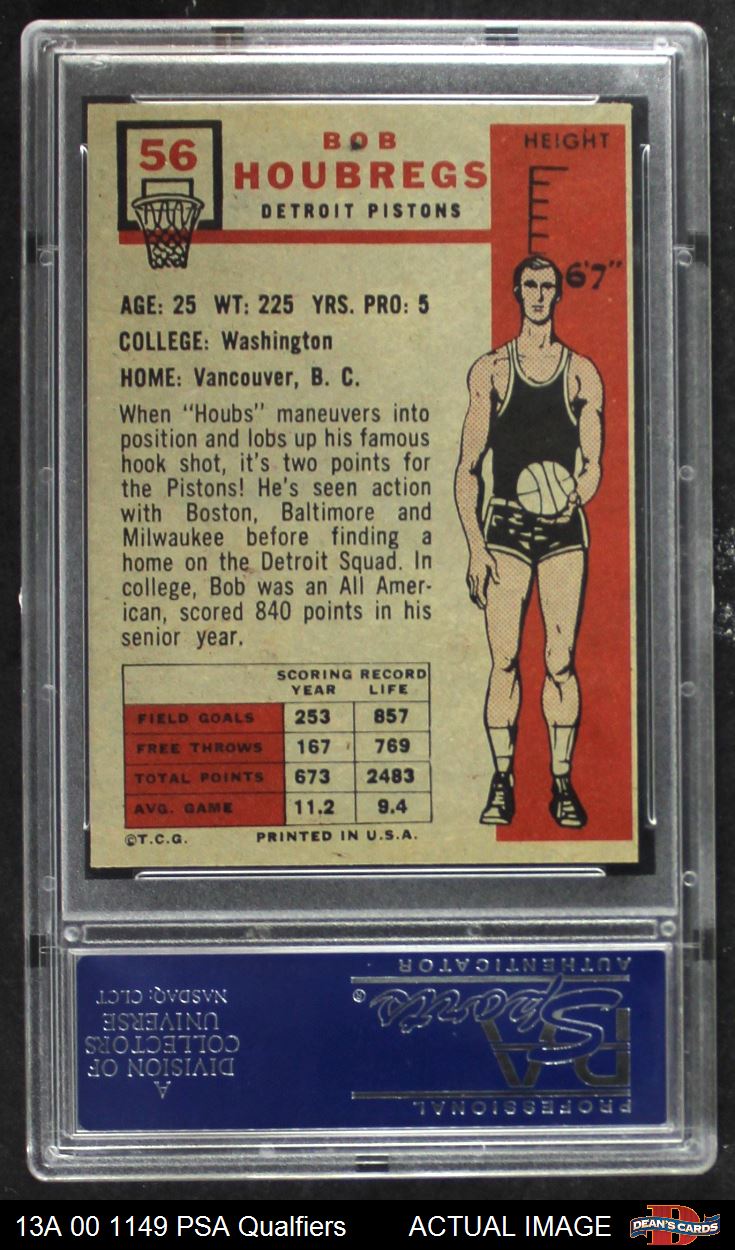 56
BOB
HOUBREGS
DETROIT PISTONS
HEIGHT
6'7"
AGE: 25 WT: 225 YRS. PRO: 5
COLLEGE: Washington
HOME: Vancouver, B. C.
When "Houbs" maneuvers into
position and lobs up his famous
hook shot, it's two points for
the Pistons! He's seen action
with Boston, Baltimore and
Milwaukee before finding a
home on the Detroit Squad. In
college, Bob was an All Amer-
ican, scored 840 points in his
senior year.
SCORING RECORD
YEAR LIFE
FIELD GOALS 253 857
FREE THROWS 167 769
TOTAL POINTS 673 2483
AVG. GAME 11.2 9.4
©T.C.G. PRINTED IN U.S.A.
PROFESSIONAL
PSA
Sports®
AUTHENTICATOR
A
DIVISION OF
COLLECTORS
UNIVERSE
NASDAQ: CLCT
13A 00 1149 PSA Qualfiers ACTUAL IMAGE DEAN'S CARDS